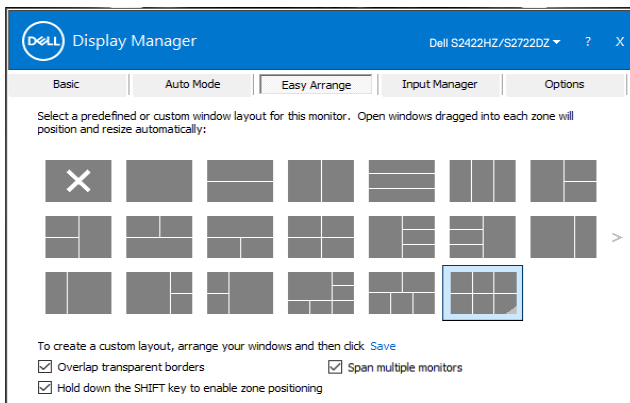 DELL Display Manager Dell S2422HZ/S2722DZ ? X
Basic Auto Mode Easy Arrange Input Manager Options
Select a predefined or custom window layout for this monitor. Open windows dragged into each zone will
position and resize automatically:
>
To create a custom layout, arrange your windows and then click Save
Overlap transparent borders Span multiple monitors
Hold down the SHIFT key to enable zone positioning